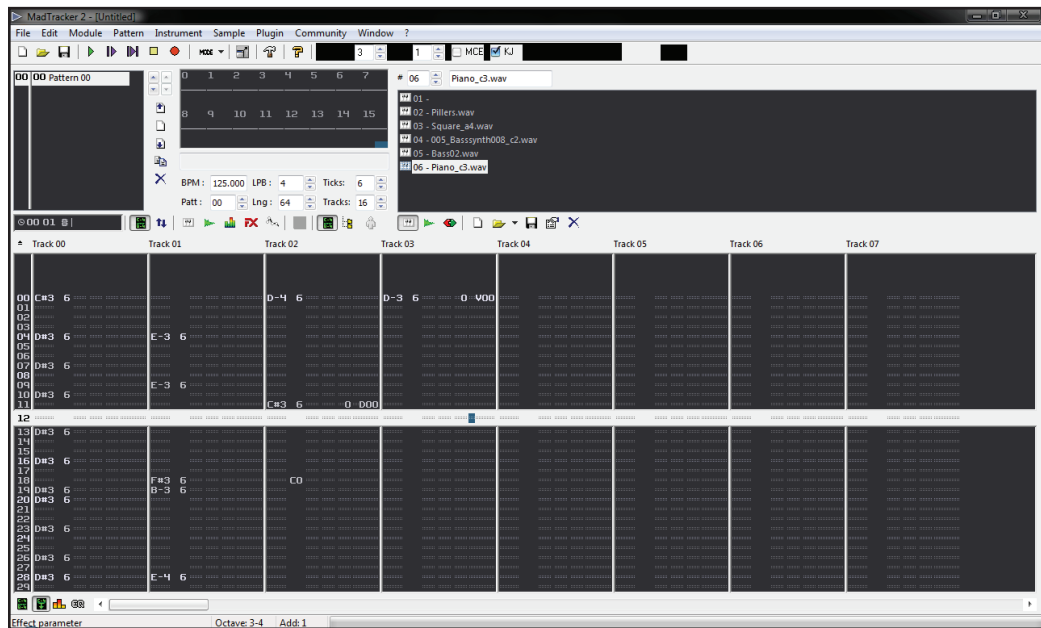 MadTracker 2 - [Untitled]
File Edit Module Pattern Instrument Sample Plugin Community Window ?
MODE 3 1 MCE KJ
00 00 Pattern 00
0 1 2 3 4 5 6 7
8 9 10 11 12 13 14 15
# 06 Piano_c3.wav
01 -
02 - Pillers.wav
03 - Square_a4.wav
04 - 005_Basssynth008_c2.wav
05 - Bass02.wav
06 - Piano_c3.wav
BPM: 125.000 LPB: 4 Ticks: 6
Patt: 00 Lng: 64 Tracks: 16
00 01
FX
Track 00 Track 01 Track 02 Track 03 Track 04 Track 05 Track 06 Track 07
00 C#3 6 D-4 6 D-3 6 0 V00
01
02
03
04 D#3 6 E-3 6
05
06
07 D#3 6
08
09 E-3 6
10 D#3 6
11 C#3 6 0 D00
12
13 D#3 6
14
15
16 D#3 6
17
18 F#3 6 C0
19 D#3 6 B-3 6
20 D#3 6
21
22
23 D#3 6
24
25
26 D#3 6
27
28 D#3 6 E-4 6
29
Effect parameter Octave: 3-4 Add: 1